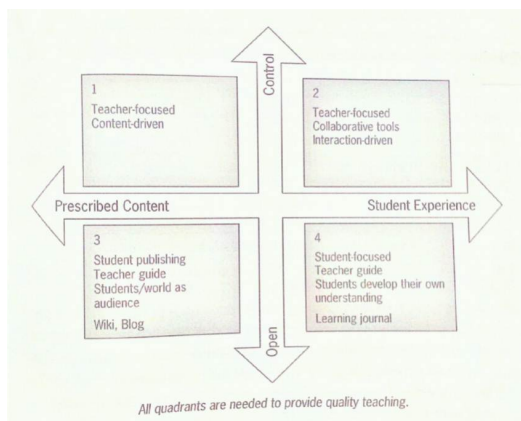 Control
1
Teacher-focused
Content-driven
2
Teacher-focused
Collaborative tools
Interaction-driven
Prescribed Content
Student Experience
3
Student publishing
Teacher guide
Students/world as
audience
Wiki, Blog
4
Student-focused
Teacher guide
Students develop their own
understanding
Learning journal
Open
All quadrants are needed to provide quality teaching.